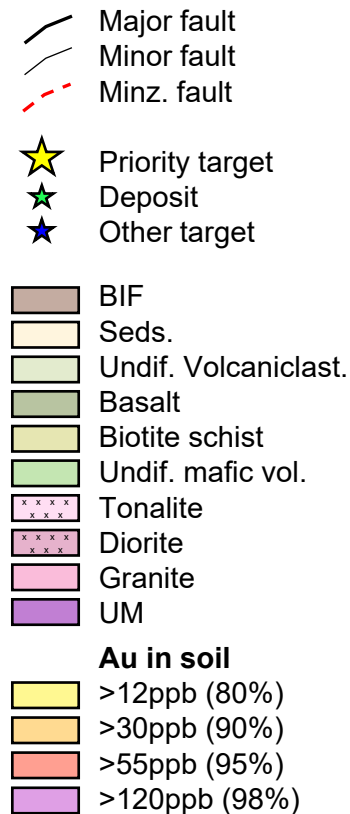 Major fault
Minor fault
Minz. fault
Priority target
Deposit
Other target
BIF
Seds.
Undif. Volcaniclast.
Basalt
Biotite schist
Undif. mafic vol.
Tonalite
Diorite
Granite
UM
Au in soil
>12ppb (80%)
>30ppb (90%)
>55ppb (95%)
>120ppb (98%)